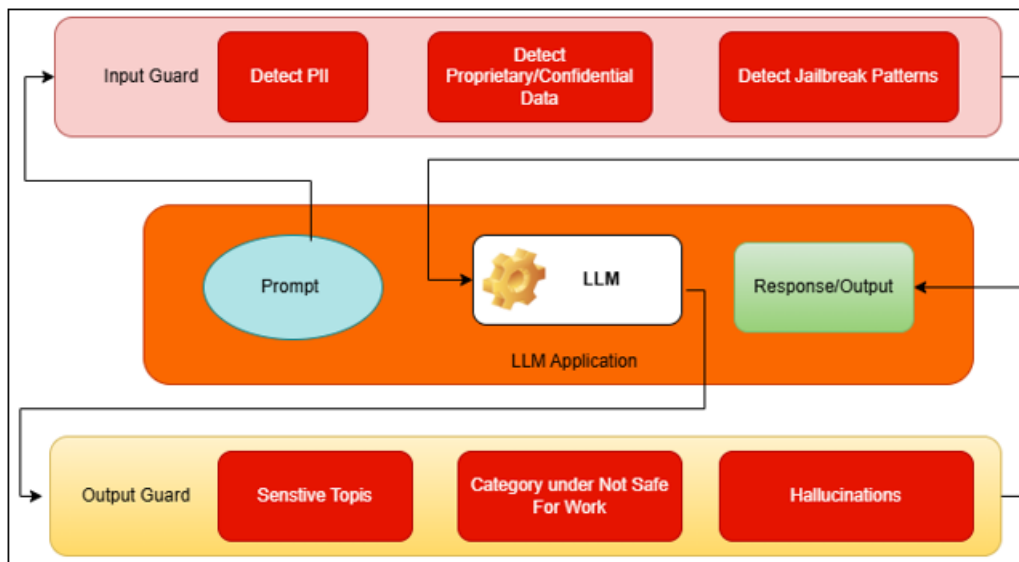 Input Guard
Detect PII
Detect
Proprietary/Confidential
Data
Detect Jailbreak Patterns
Prompt
LLM
Response/Output
LLM Application
Output Guard
Senstive Topis
Category under Not Safe
For Work
Hallucinations